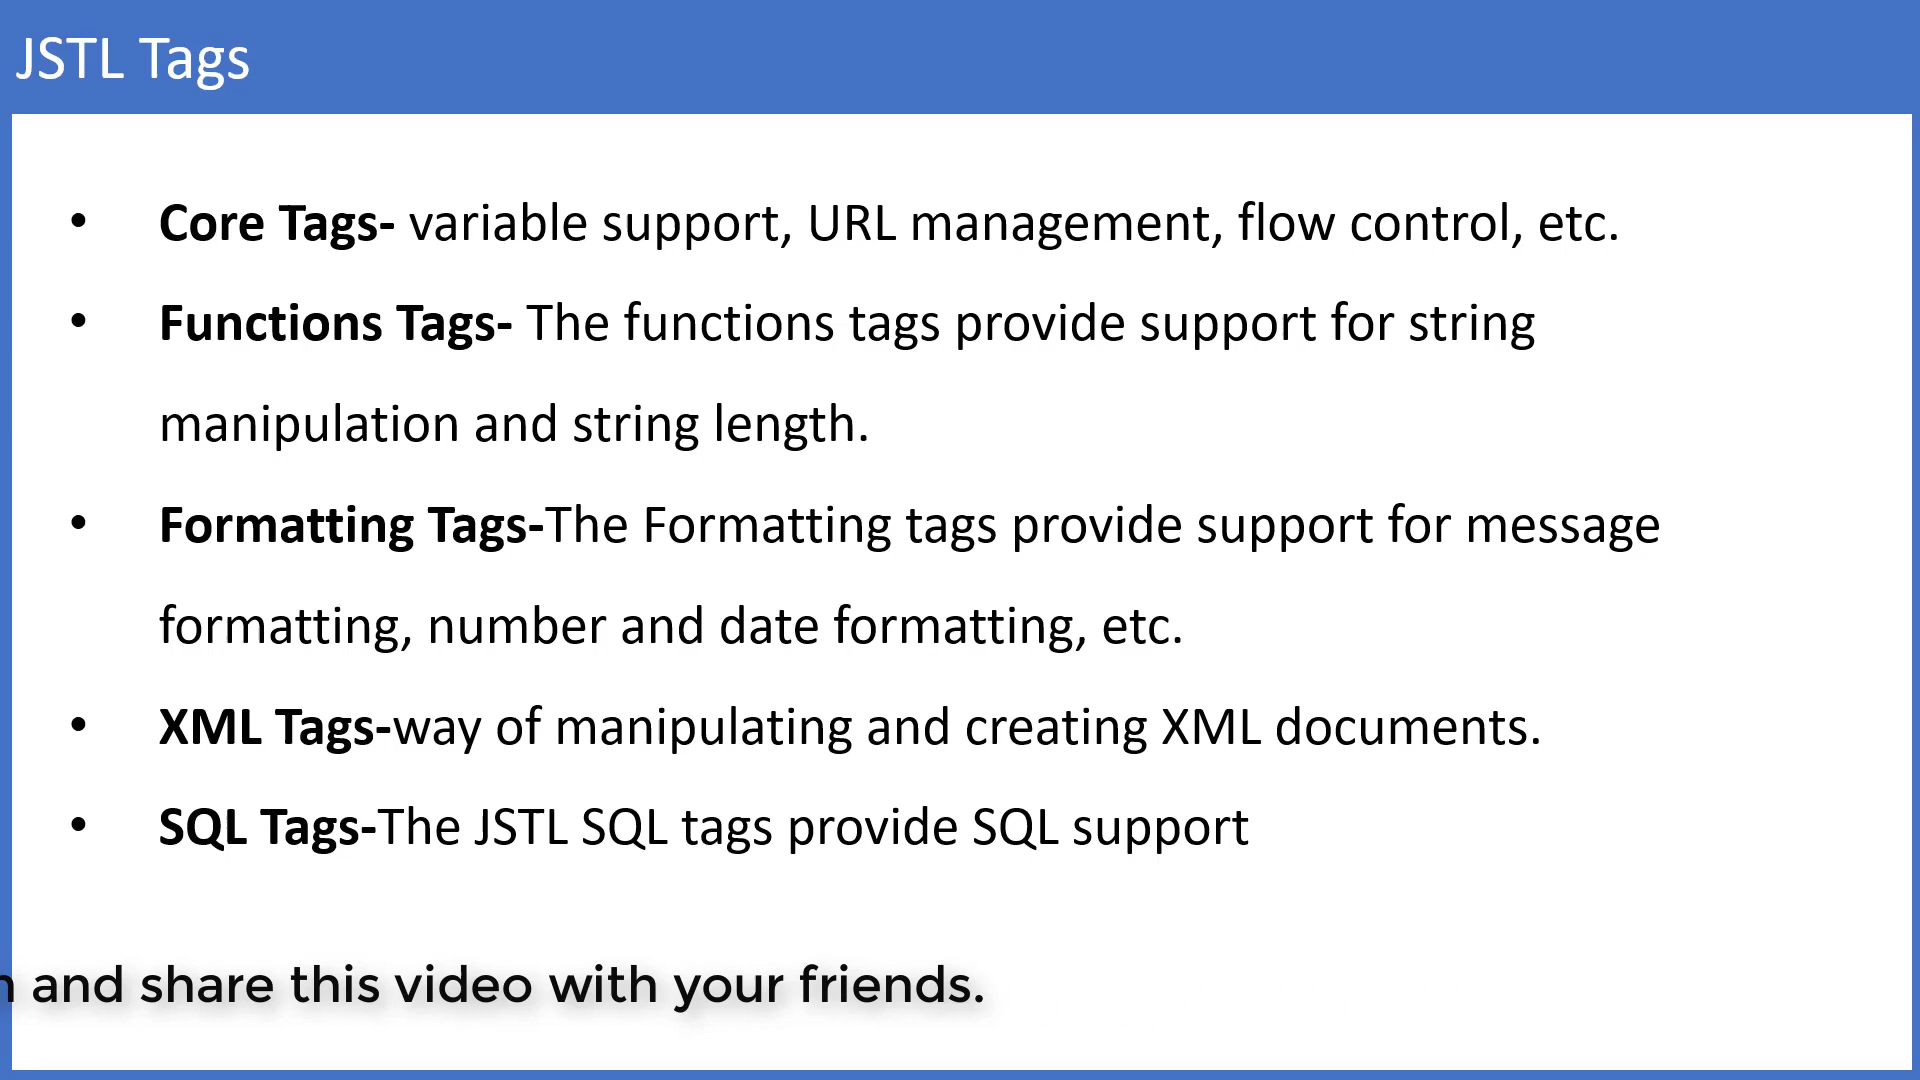 JSTL Tags
• Core Tags- variable support, URL management, flow control, etc.
• Functions Tags- The functions tags provide support for string
manipulation and string length.
• Formatting Tags-The Formatting tags provide support for message
formatting, number and date formatting, etc.
• XML Tags-way of manipulating and creating XML documents.
• SQL Tags-The JSTL SQL tags provide SQL support
and share this video with your friends.